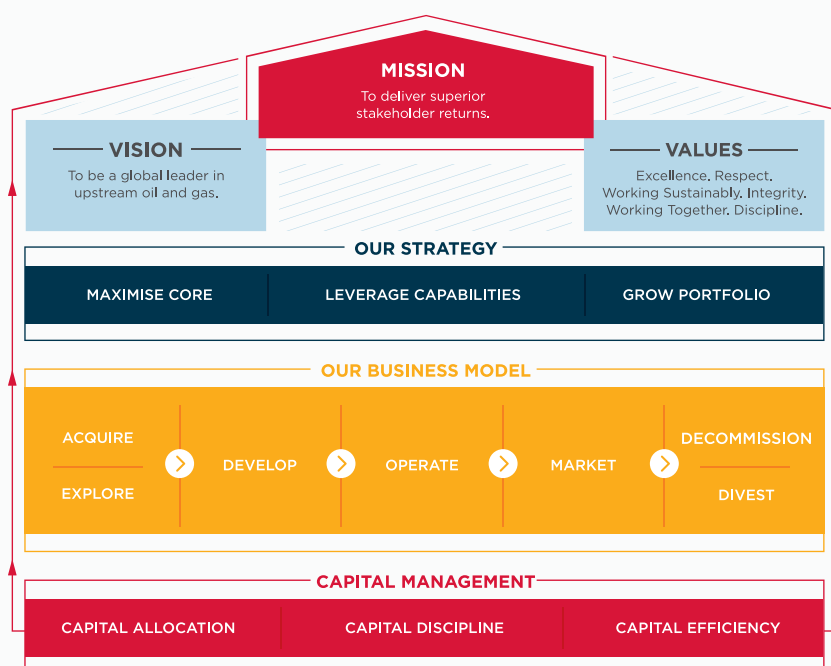 MISSION
To deliver superior
stakeholder returns.
VISION
To be a global leader in
upstream oil and gas.
VALUES
Excellence. Respect.
Working Sustainably. Integrity.
Working Together. Discipline.
OUR STRATEGY
MAXIMISE CORE
LEVERAGE CAPABILITIES
GROW PORTFOLIO
OUR BUSINESS MODEL
ACQUIRE
EXPLORE
DEVELOP
OPERATE
MARKET
DECOMMISSION
DIVEST
CAPITAL MANAGEMENT
CAPITAL ALLOCATION
CAPITAL DISCIPLINE
CAPITAL EFFICIENCY